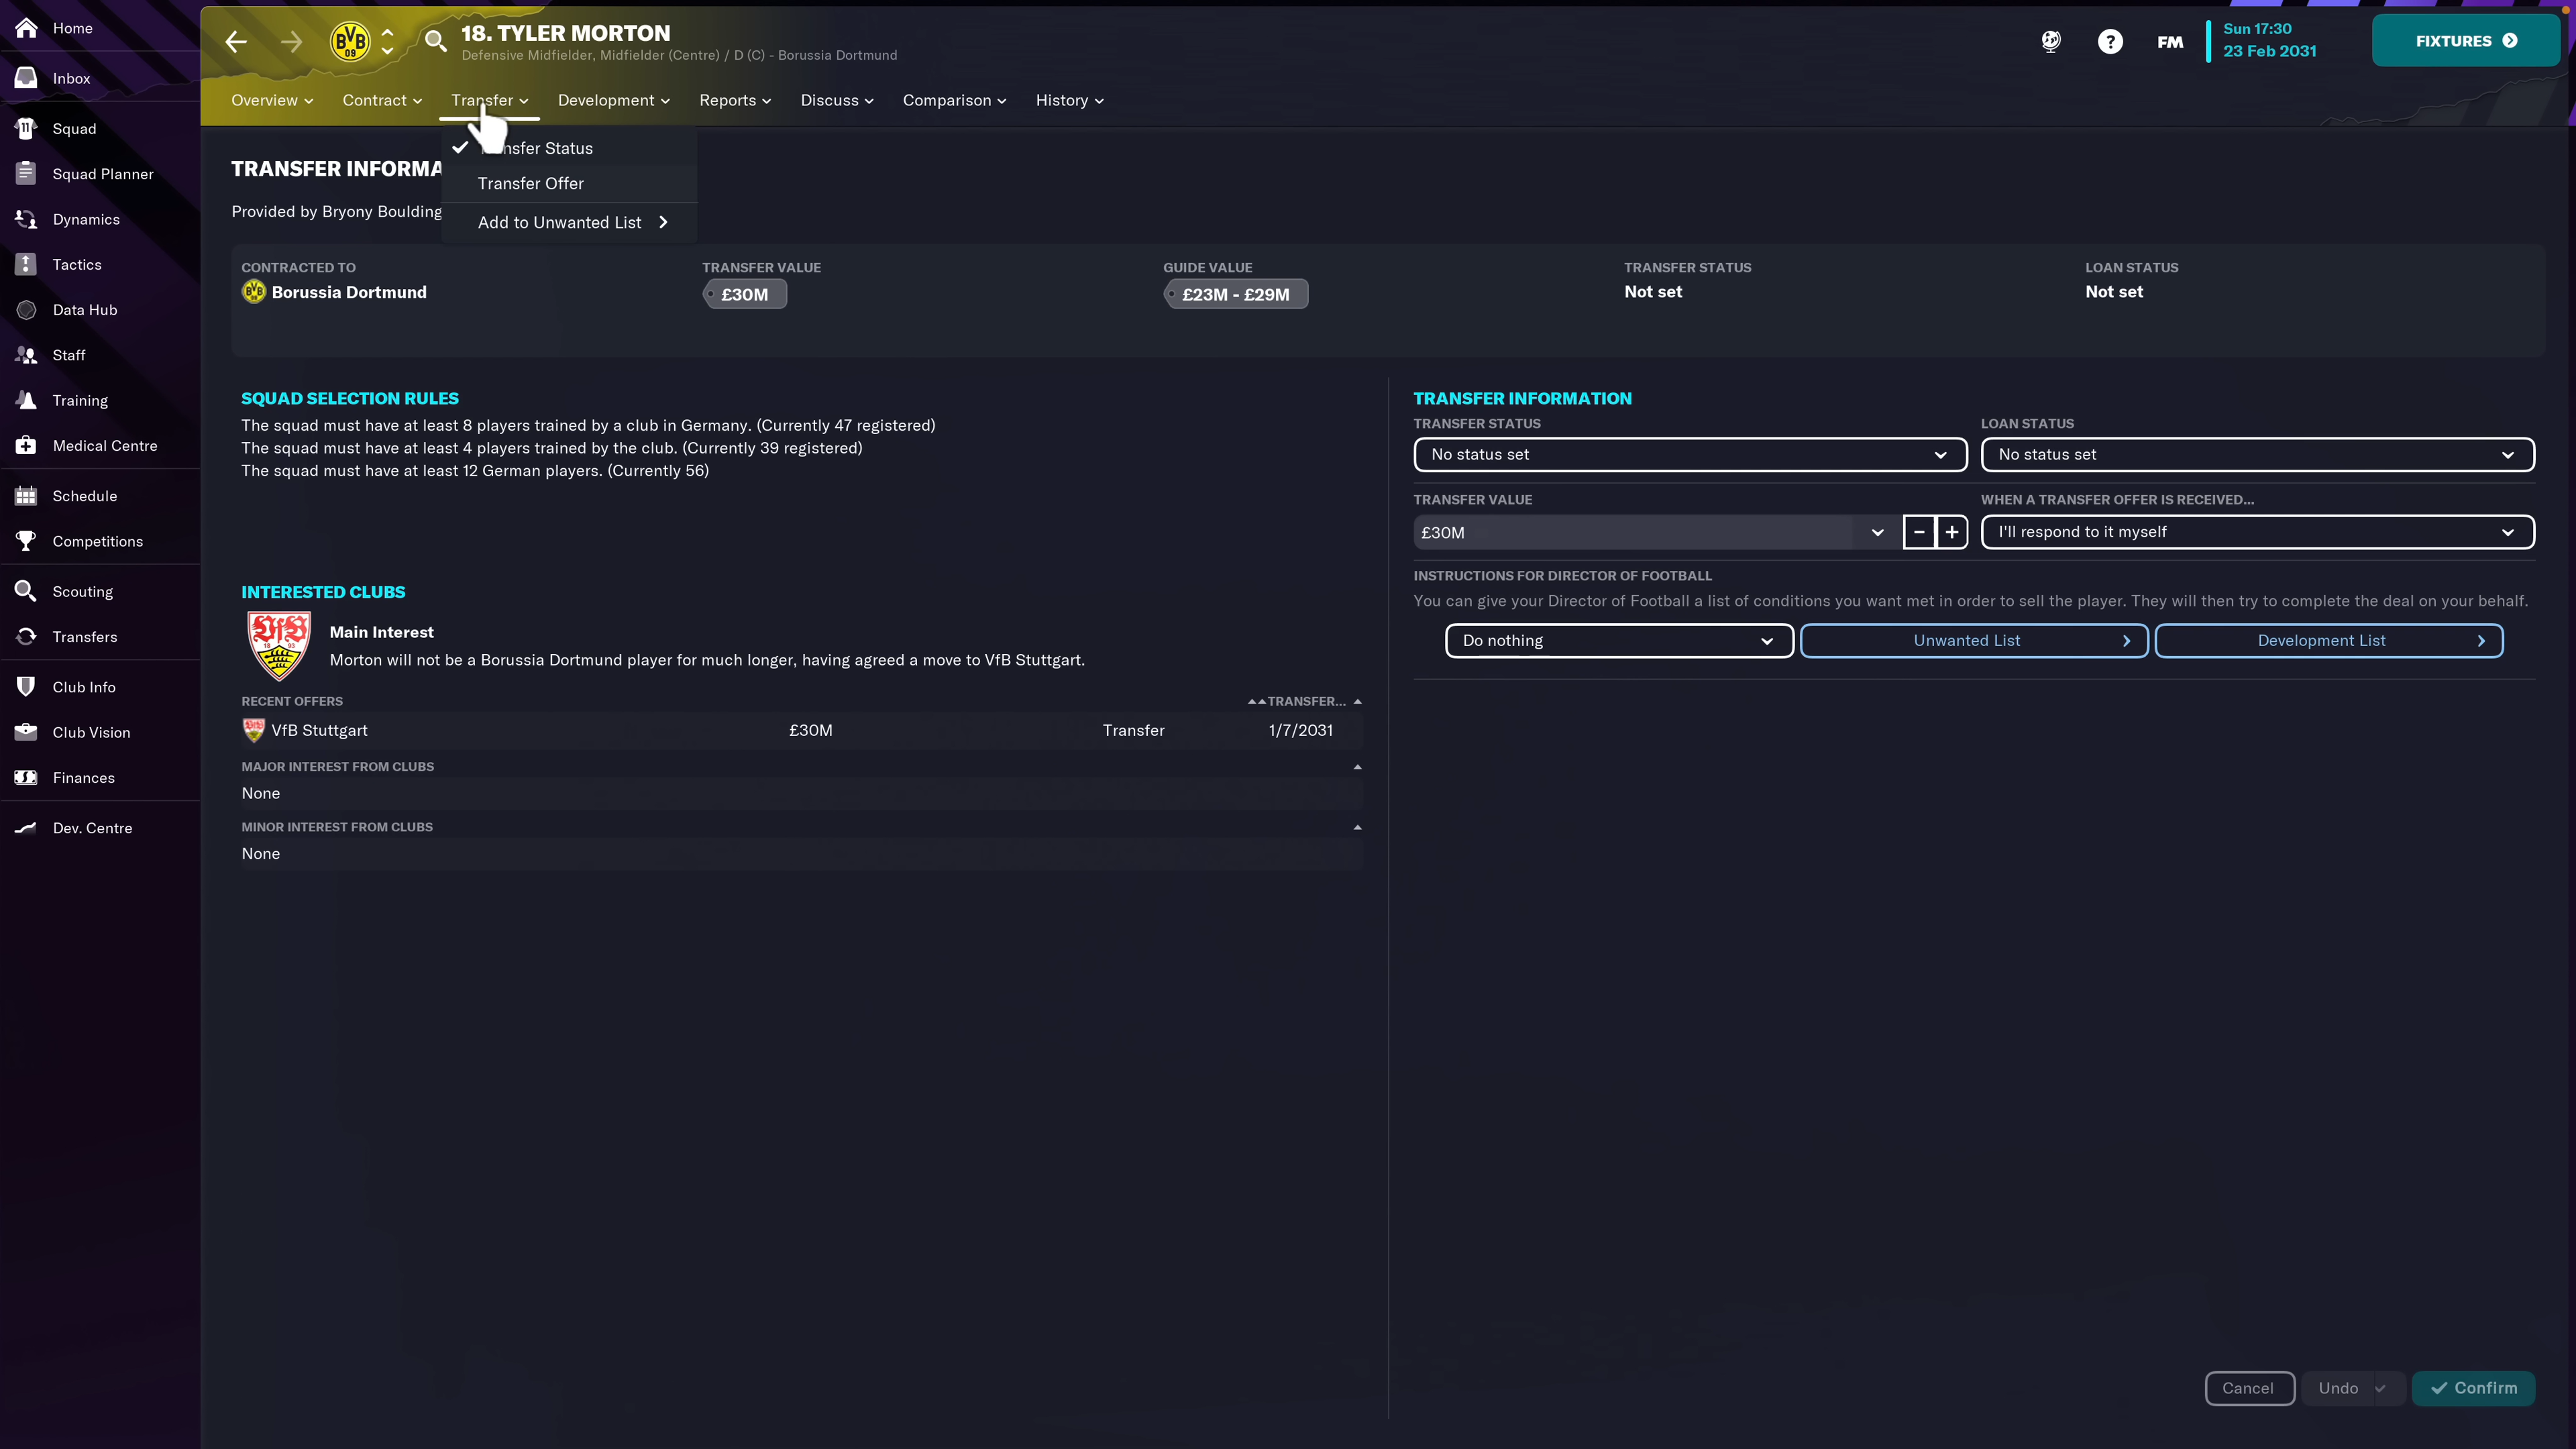 Home
Inbox
Squad
Squad Planner
Dynamics
Tactics
Data Hub
Staff
Training
Medical Centre
Schedule
Competitions
Scouting
Transfers
Club Info
Club Vision
Finances
Dev. Centre
BVB
09
18. TYLER MORTON
Defensive Midfielder, Midfielder (Centre) / D (C) - Borussia Dortmund
FM
Sun 17:30
23 Feb 2031
FIXTURES
Overview
Contract
Transfer
Development
Reports
Discuss
Comparison
History
Status
Transfer Offer
Add to Unwanted List
TRANSFER
Provided by Bryony Boulding
CONTRACTED TO
Borussia Dortmund
TRANSFER VALUE
£30M
GUIDE VALUE
£23M - £29M
TRANSFER STATUS
Not set
LOAN STATUS
Not set
SQUAD SELECTION RULES
The squad must have at least 8 players trained by a club in Germany. (Currently 47 registered)
The squad must have at least 4 players trained by the club. (Currently 39 registered)
The squad must have at least 12 German players. (Currently 56)
INTERESTED CLUBS
VfB
18 93
Main Interest
Morton will not be a Borussia Dortmund player for much longer, having agreed a move to VfB Stuttgart.
RECENT OFFERS TRANSFER...
VfB Stuttgart £30M Transfer 1/7/2031
MAJOR INTEREST FROM CLUBS
None
MINOR INTEREST FROM CLUBS
None
TRANSFER INFORMATION
TRANSFER STATUS
No status set
LOAN STATUS
No status set
TRANSFER VALUE
£30M
WHEN A TRANSFER OFFER IS RECEIVED...
I'll respond to it myself
INSTRUCTIONS FOR DIRECTOR OF FOOTBALL
You can give your Director of Football a list of conditions you want met in order to sell the player. They will then try to complete the deal on your behalf.
Do nothing
Unwanted List
Development List
Cancel
Undo
Confirm